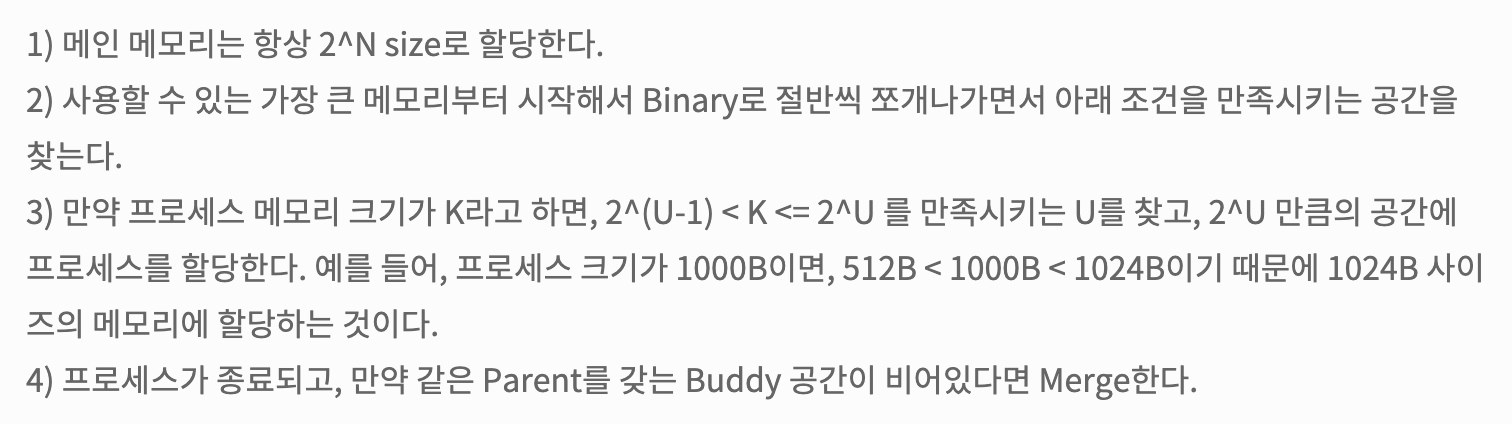 1) 메인 메모리는 항상 2^N size로 할당한다.
2) 사용할 수 있는 가장 큰 메모리부터 시작해서 Binary로 절반씩 쪼개나가면서 아래 조건을 만족시키는 공간을
찾는다.
3) 만약 프로세스 메모리 크기가 K라고 하면, 2^(U-1) < K <= 2^U 를 만족시키는 U를 찾고, 2^U 만큼의 공간에
프로세스를 할당한다. 예를 들어, 프로세스 크기가 1000B이면, 512B < 1000B < 1024B이기 때문에 1024B 사이
즈의 메모리에 할당하는 것이다.
4) 프로세스가 종료되고, 만약 같은 Parent를 갖는 Buddy 공간이 비어있다면 Merge한다.